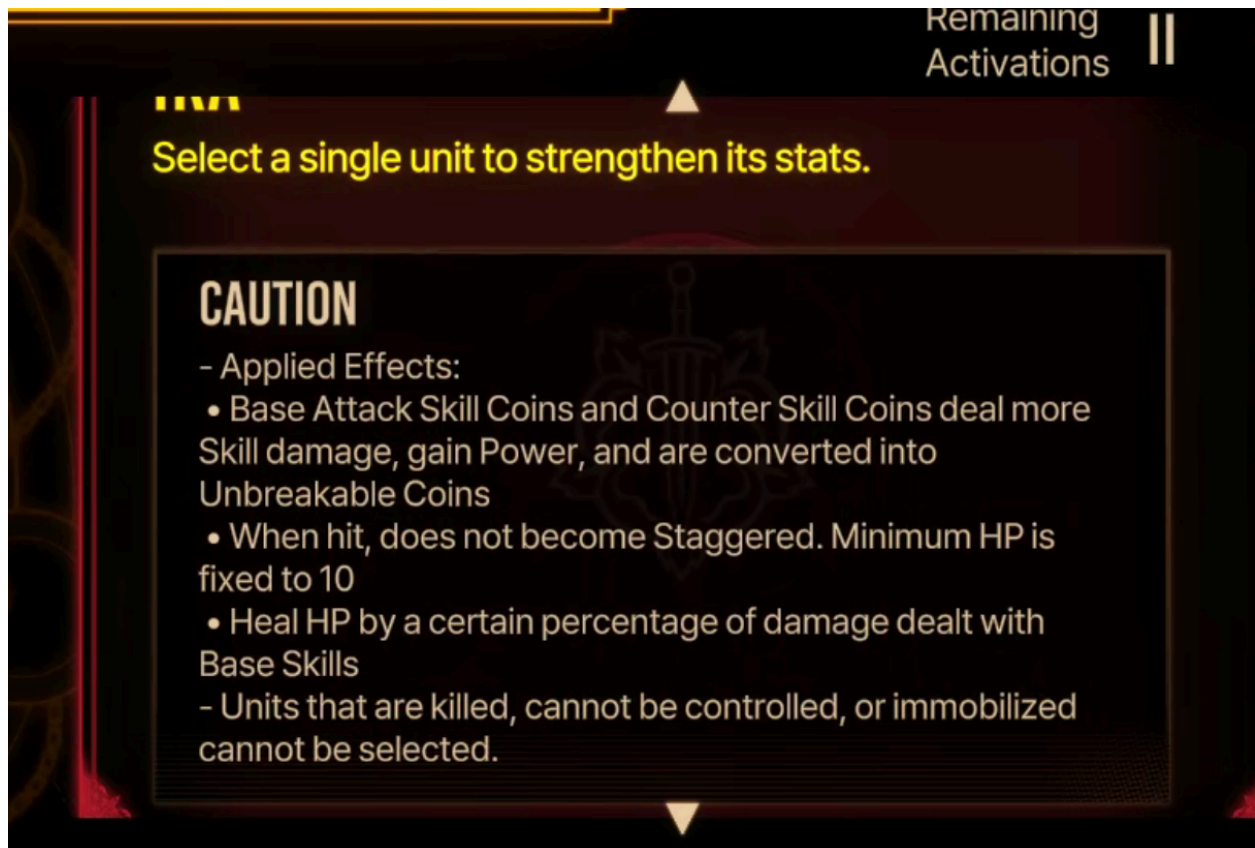 Remaining
Activations II
Select a single unit to strengthen its stats.
CAUTION
- Applied Effects:
• Base Attack Skill Coins and Counter Skill Coins deal more
Skill damage, gain Power, and are converted into
Unbreakable Coins
• When hit, does not become Staggered. Minimum HP is
fixed to 10
• Heal HP by a certain percentage of damage dealt with
Base Skills
- Units that are killed, cannot be controlled, or immobilized
cannot be selected.